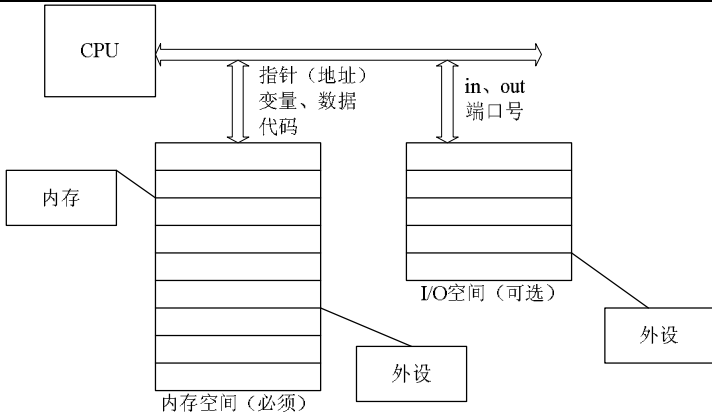 CPU
指针（地址）
变量、数据
代码
in、out
端口号
内存
I/O空间（可选）
外设
外设
内存空间（必须）